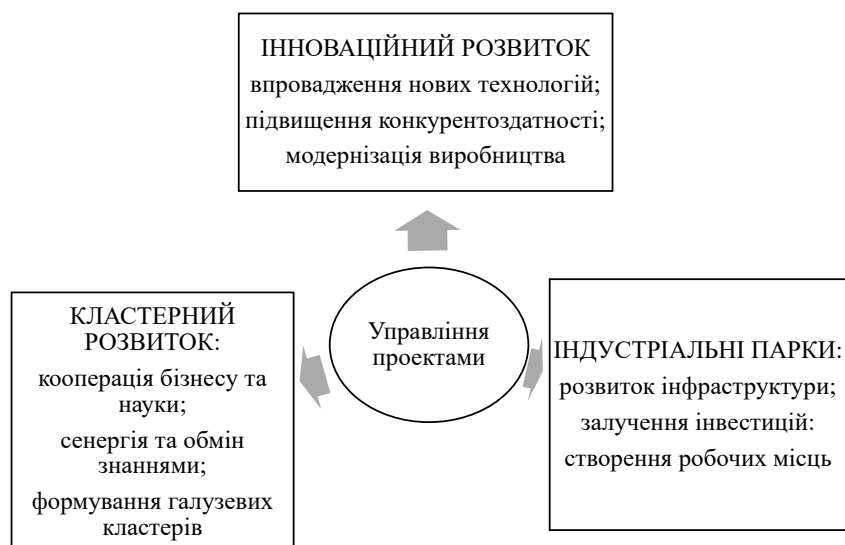 ІННОВАЦІЙНИЙ РОЗВИТОК
впровадження нових технологій;
підвищення конкурентоздатності;
модернізація виробництва
КЛАСТЕРНИЙ
РОЗВИТОК:
кооперація бізнесу та
науки;
сенергія та обмін
знаннями;
формування галузевих
кластерів
Управління
проектами
ІНДУСТРІАЛЬНІ ПАРКИ:
розвиток інфраструктури;
залучення інвестицій:
створення робочих місць